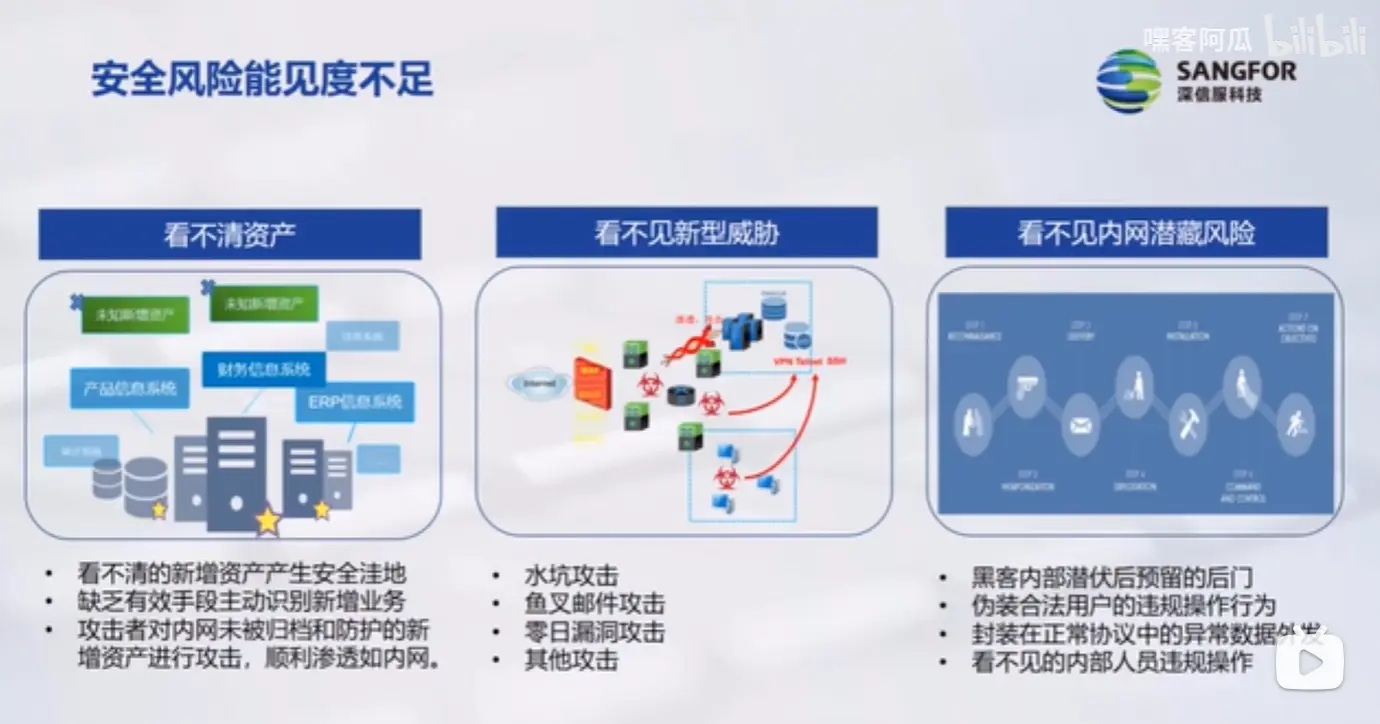 嘿客阿瓜 bilibili
安全风险能见度不足
SANGFOR
深信服科技
看不清资产
看不见新型威胁
看不见内网潜藏风险
未知新增资产
未知新增资产
财务信息系统
产品信息系统
ERP信息系统
Internet
VPN Telnet SSH
STEP 1
RECONNAISSANCE
STEP 3
DELIVERY
STEP 5
INSTALLATION
STEP 7
ACTIONS ON
OBJECTIVES
STEP 2
WEAPONIZATION
STEP 4
EXPLOITATION
STEP 6
COMMAND
AND CONTROL
• 看不清的新增资产产生安全洼地
• 缺乏有效手段主动识别新增业务
• 攻击者对内网未被归档和防护的新
增资产进行攻击，顺利渗透如内网。
• 水坑攻击
• 鱼叉邮件攻击
• 零日漏洞攻击
• 其他攻击
• 黑客内部潜伏后预留的后门
• 伪装合法用户的违规操作行为
• 封装在正常协议中的异常数据外发
• 看不见的内部人员违规操作